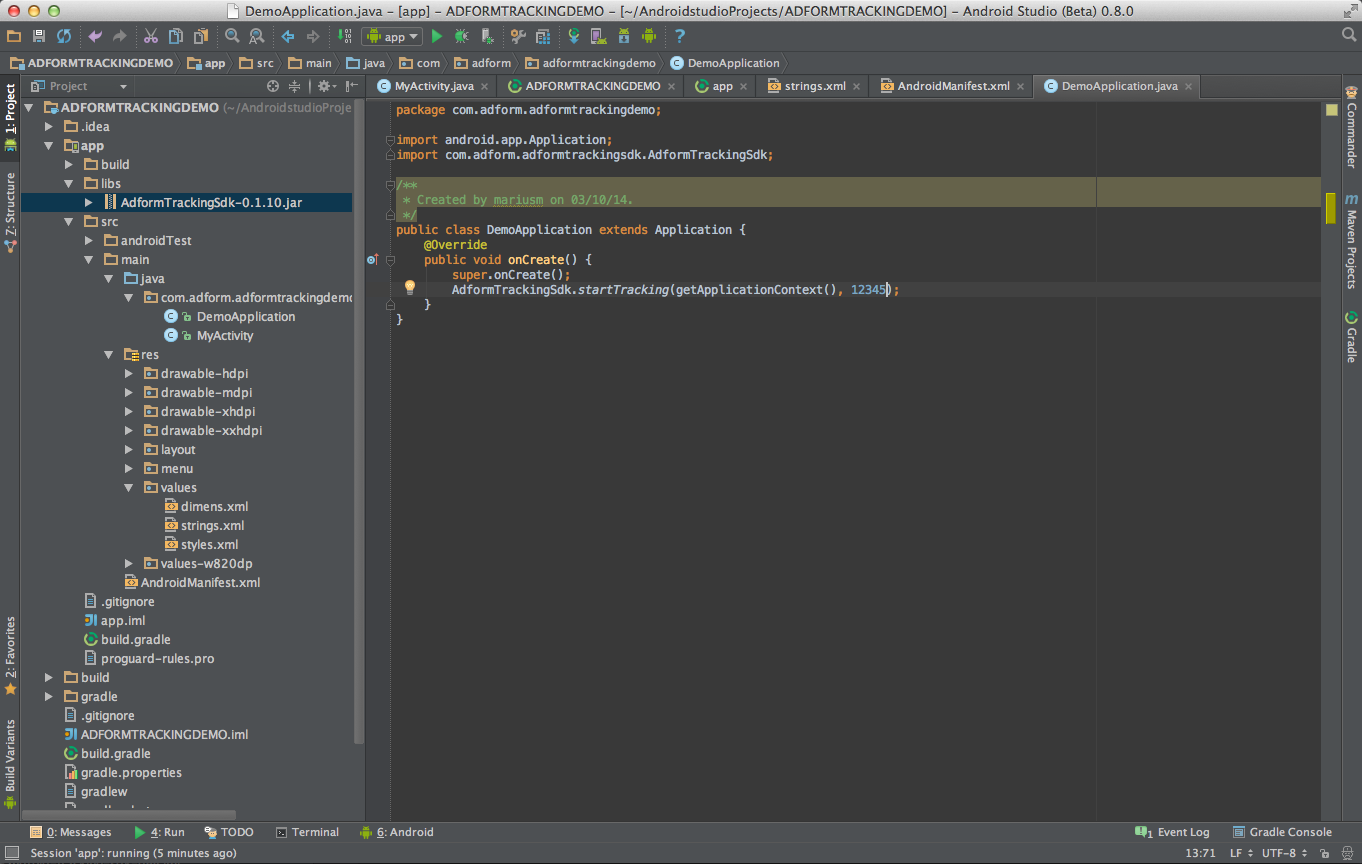 DemoApplication.java - [app] - ADFORMTRACKINGDEMO - [~/AndroidstudioProjects/ADFORMTRACKINGDEMO] - Android Studio (Beta) 0.8.0
app
ADFORMTRACKINGDEMO app src main java com adform adformtrackingdemo DemoApplication
Project
MyActivity.java ADFORMTRACKINGDEMO app strings.xml AndroidManifest.xml DemoApplication.java
1: Project
Z: Structure
2: Favorites
Build Variants
ADFORMTRACKINGDEMO (~/AndroidstudioProje
.idea
app
build
libs
AdformTrackingSdk-0.1.10.jar
src
androidTest
main
java
com.adform.adformtrackingdemo
DemoApplication
MyActivity
res
drawable-hdpi
drawable-mdpi
drawable-xhdpi
drawable-xxhdpi
layout
menu
values
dimens.xml
strings.xml
styles.xml
values-w820dp
AndroidManifest.xml
.gitignore
app.iml
build.gradle
proguard-rules.pro
build
gradle
.gitignore
ADFORMTRACKINGDEMO.iml
build.gradle
gradle.properties
gradlew
package com.adform.adformtrackingdemo;
import android.app.Application;
import com.adform.adformtrackingsdk.AdformTrackingSdk;
/**
* Created by mariusm on 03/10/14.
*/
public class DemoApplication extends Application {
@Override
public void onCreate() {
super.onCreate();
AdformTrackingSdk.startTracking(getApplicationContext(), 12345);
}
}
Commander
Maven Projects
Gradle
0: Messages 4: Run TODO Terminal 6: Android 1 Event Log Gradle Console
Session 'app': running (5 minutes ago) 13:71 LF UTF-8